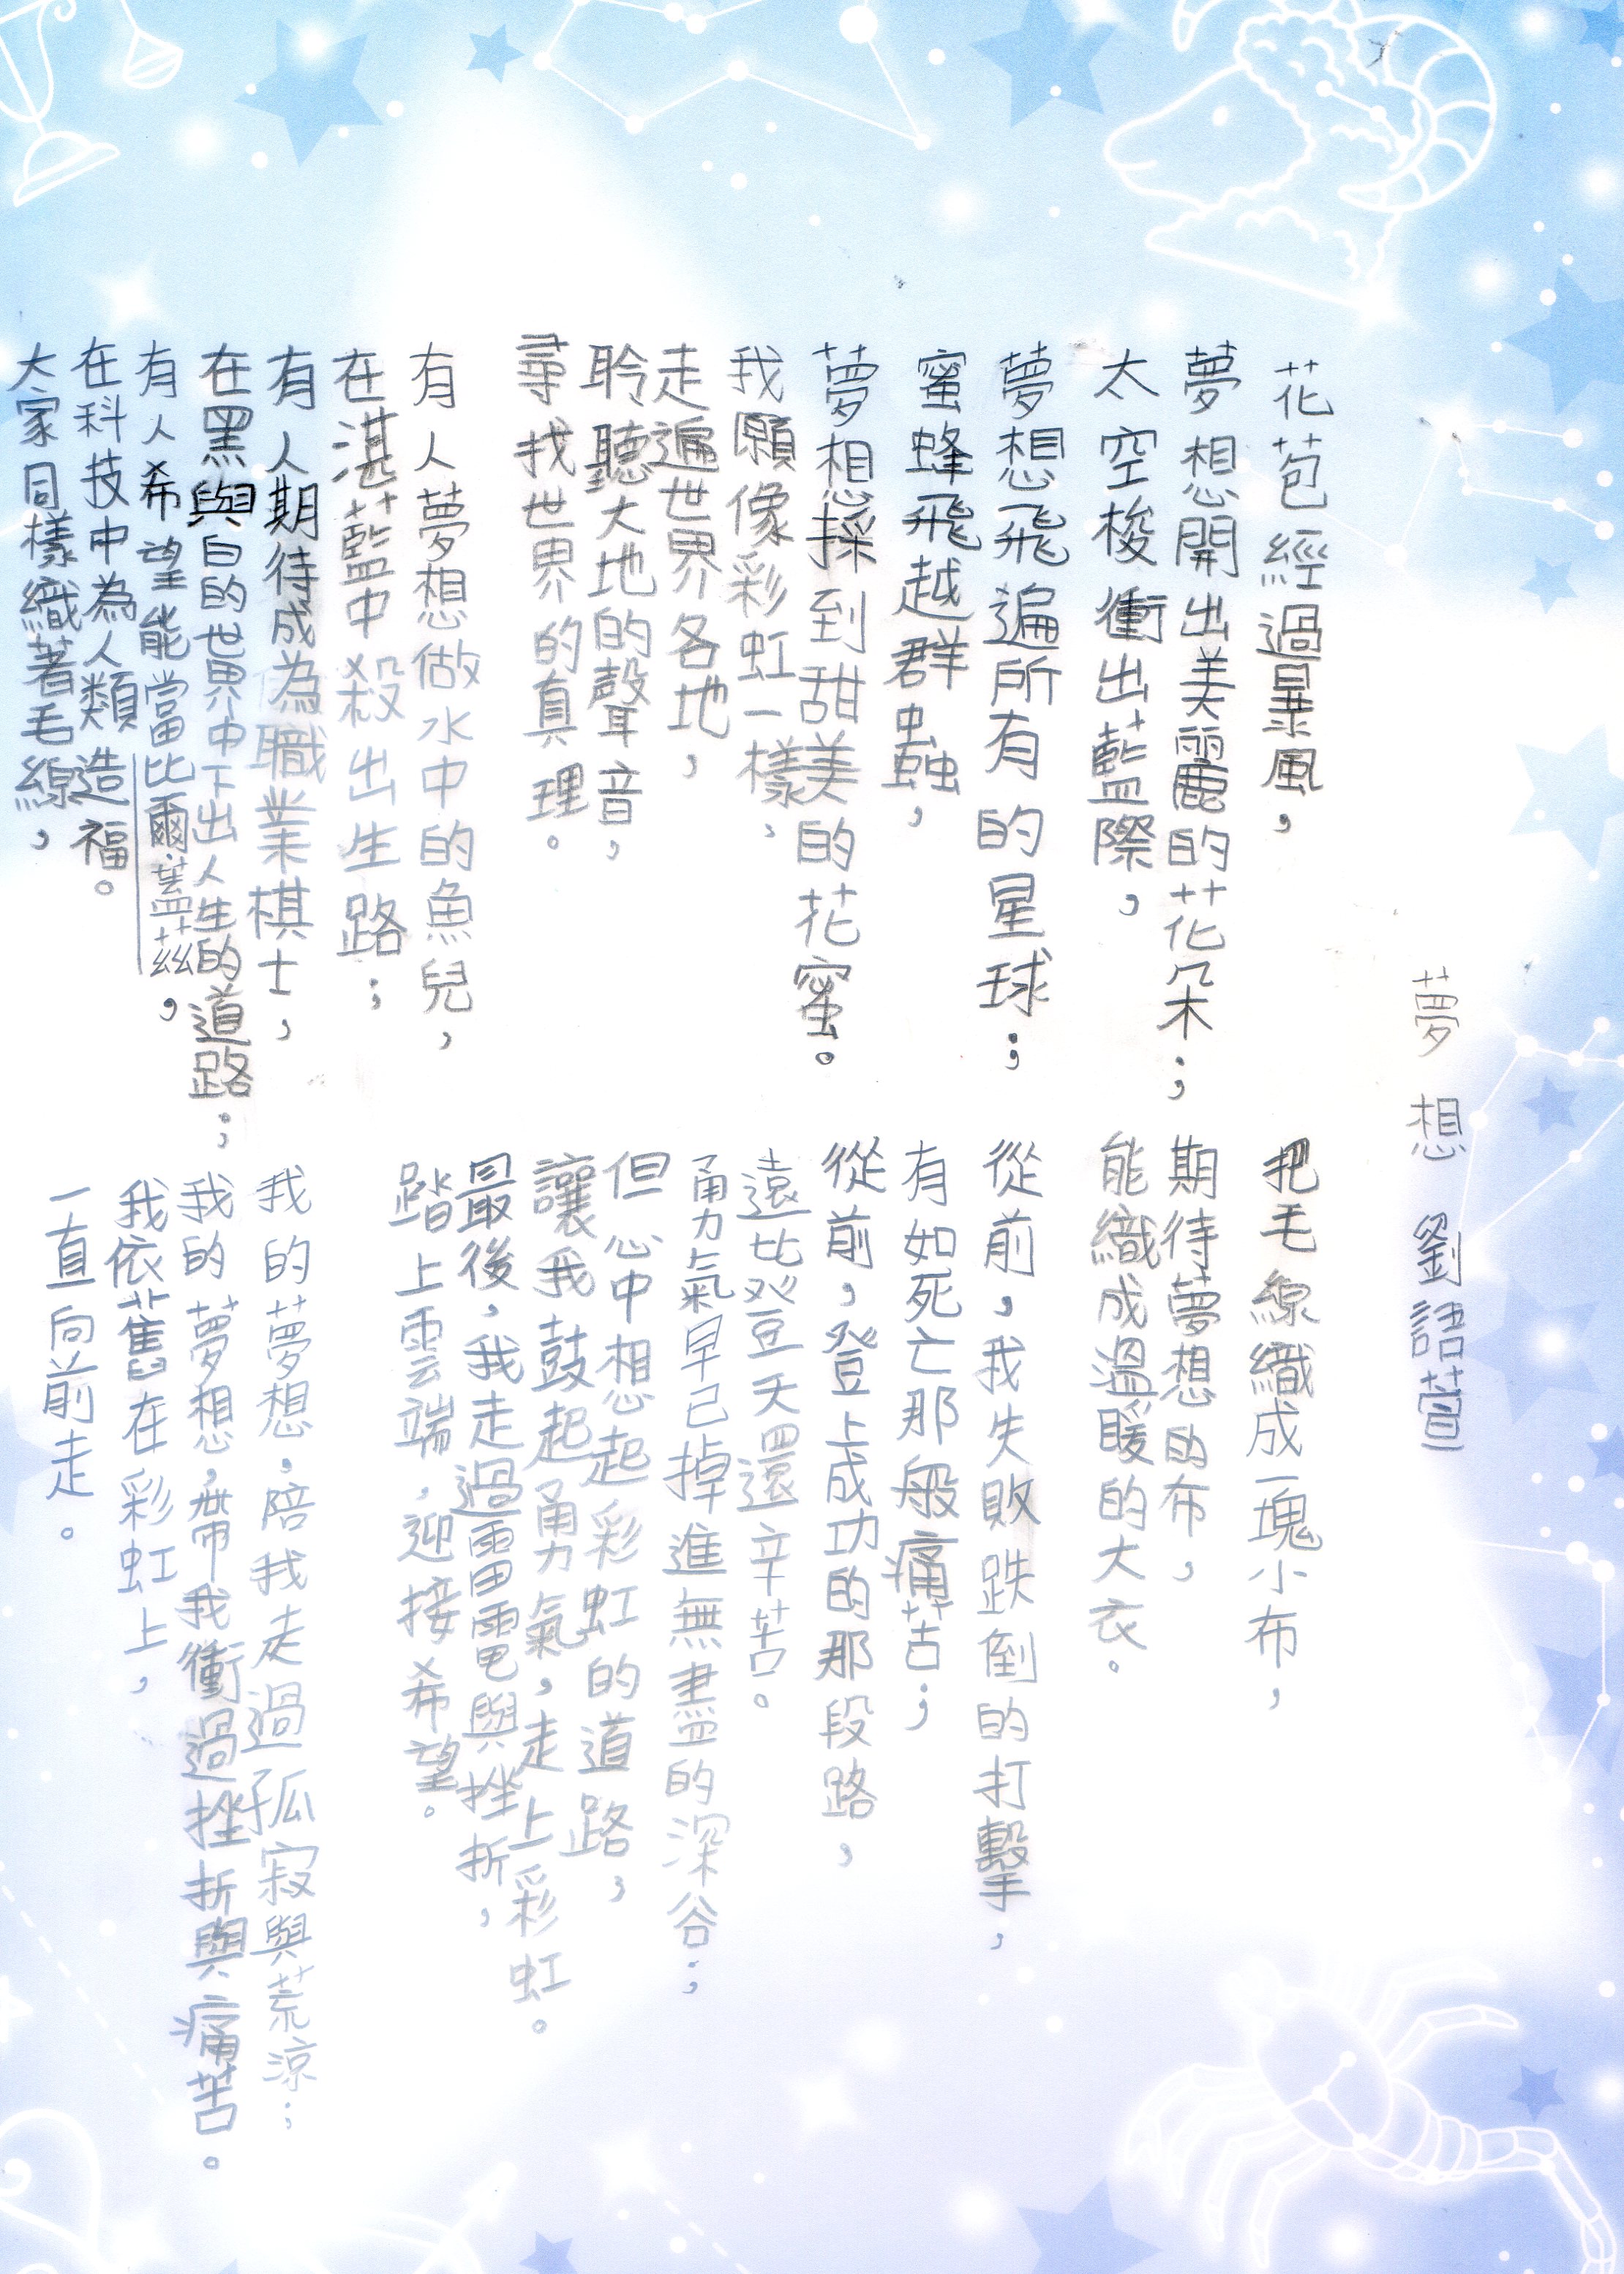 夢想 劉語萱
花苞經過暴風，
夢想開出美麗的花朵；
太空梭衝出藍際，
夢想飛遍所有的星球；
蜜蜂飛越群蟲，
夢想採到甜美的花蜜。
我願像彩虹一樣，
走遍世界各地，
聆聽大地的聲音，
尋找世界的真理。
有人夢想做水中的魚兒，
在湛藍中殺出生路；
有人期待成為職業棋士，
在黑與白的世界中下出人生的道路；
有人希望能當比爾·蓋茲，
在科技中為人類造福。
大家同樣織著毛線，
把毛線織成一塊小布，
期待夢想的布，
能織成溫暖的大衣。
從前，我失敗跌倒的打擊，
有如死亡那般痛苦；
從前，登上成功的那段路，
遠比登天還辛苦。
勇氣早已掉進無盡的深谷；
但心中想起彩虹的道路，
讓我鼓起勇氣，走上彩虹。
最後，我走過雷電與挫折，
踏上雲端，迎接希望。
我的夢想，陪我走過孤寂與荒涼；
我的夢想，帶我衝過挫折與痛苦。
我依舊在彩虹上，
一直向前走。